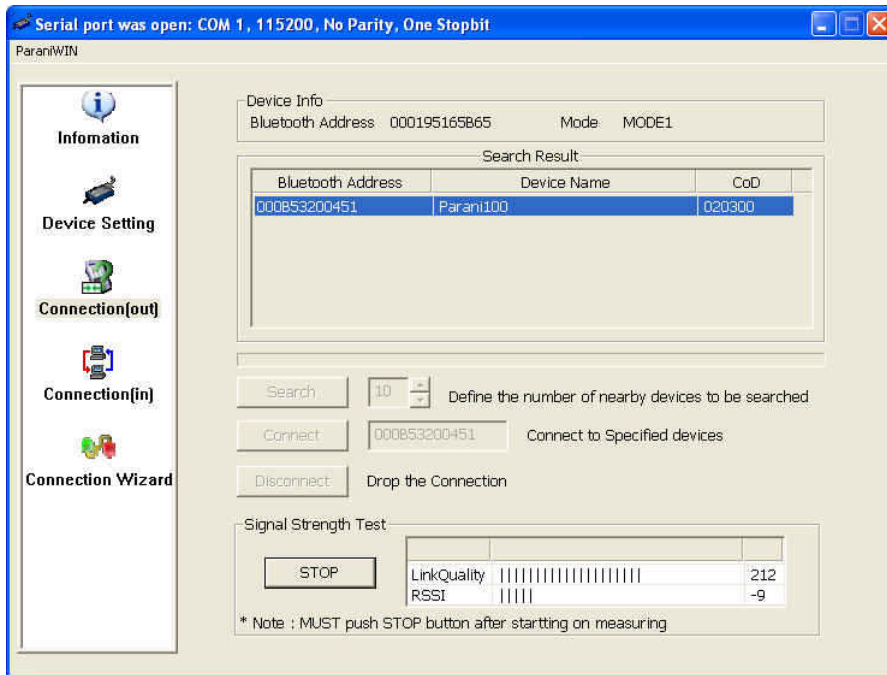 Serial port was open: COM 1, 115200, No Parity, One Stopbit
ParaniWIN
Infomation
Device Setting
Connection(out)
Connection(in)
Connection Wizard
Device Info
Bluetooth Address 000195165B65 Mode MODE1
Search Result
Bluetooth Address Device Name CoD
000B53200451 Parani100 020300
Search 10 Define the number of nearby devices to be searched
Connect 000B53200451 Connect to Specified devices
Disconnect Drop the Connection
Signal Strength Test
STOP
LinkQuality |||||||||||||||||||| 212
RSSI ||||| -9
* Note : MUST push STOP button after startting on measuring